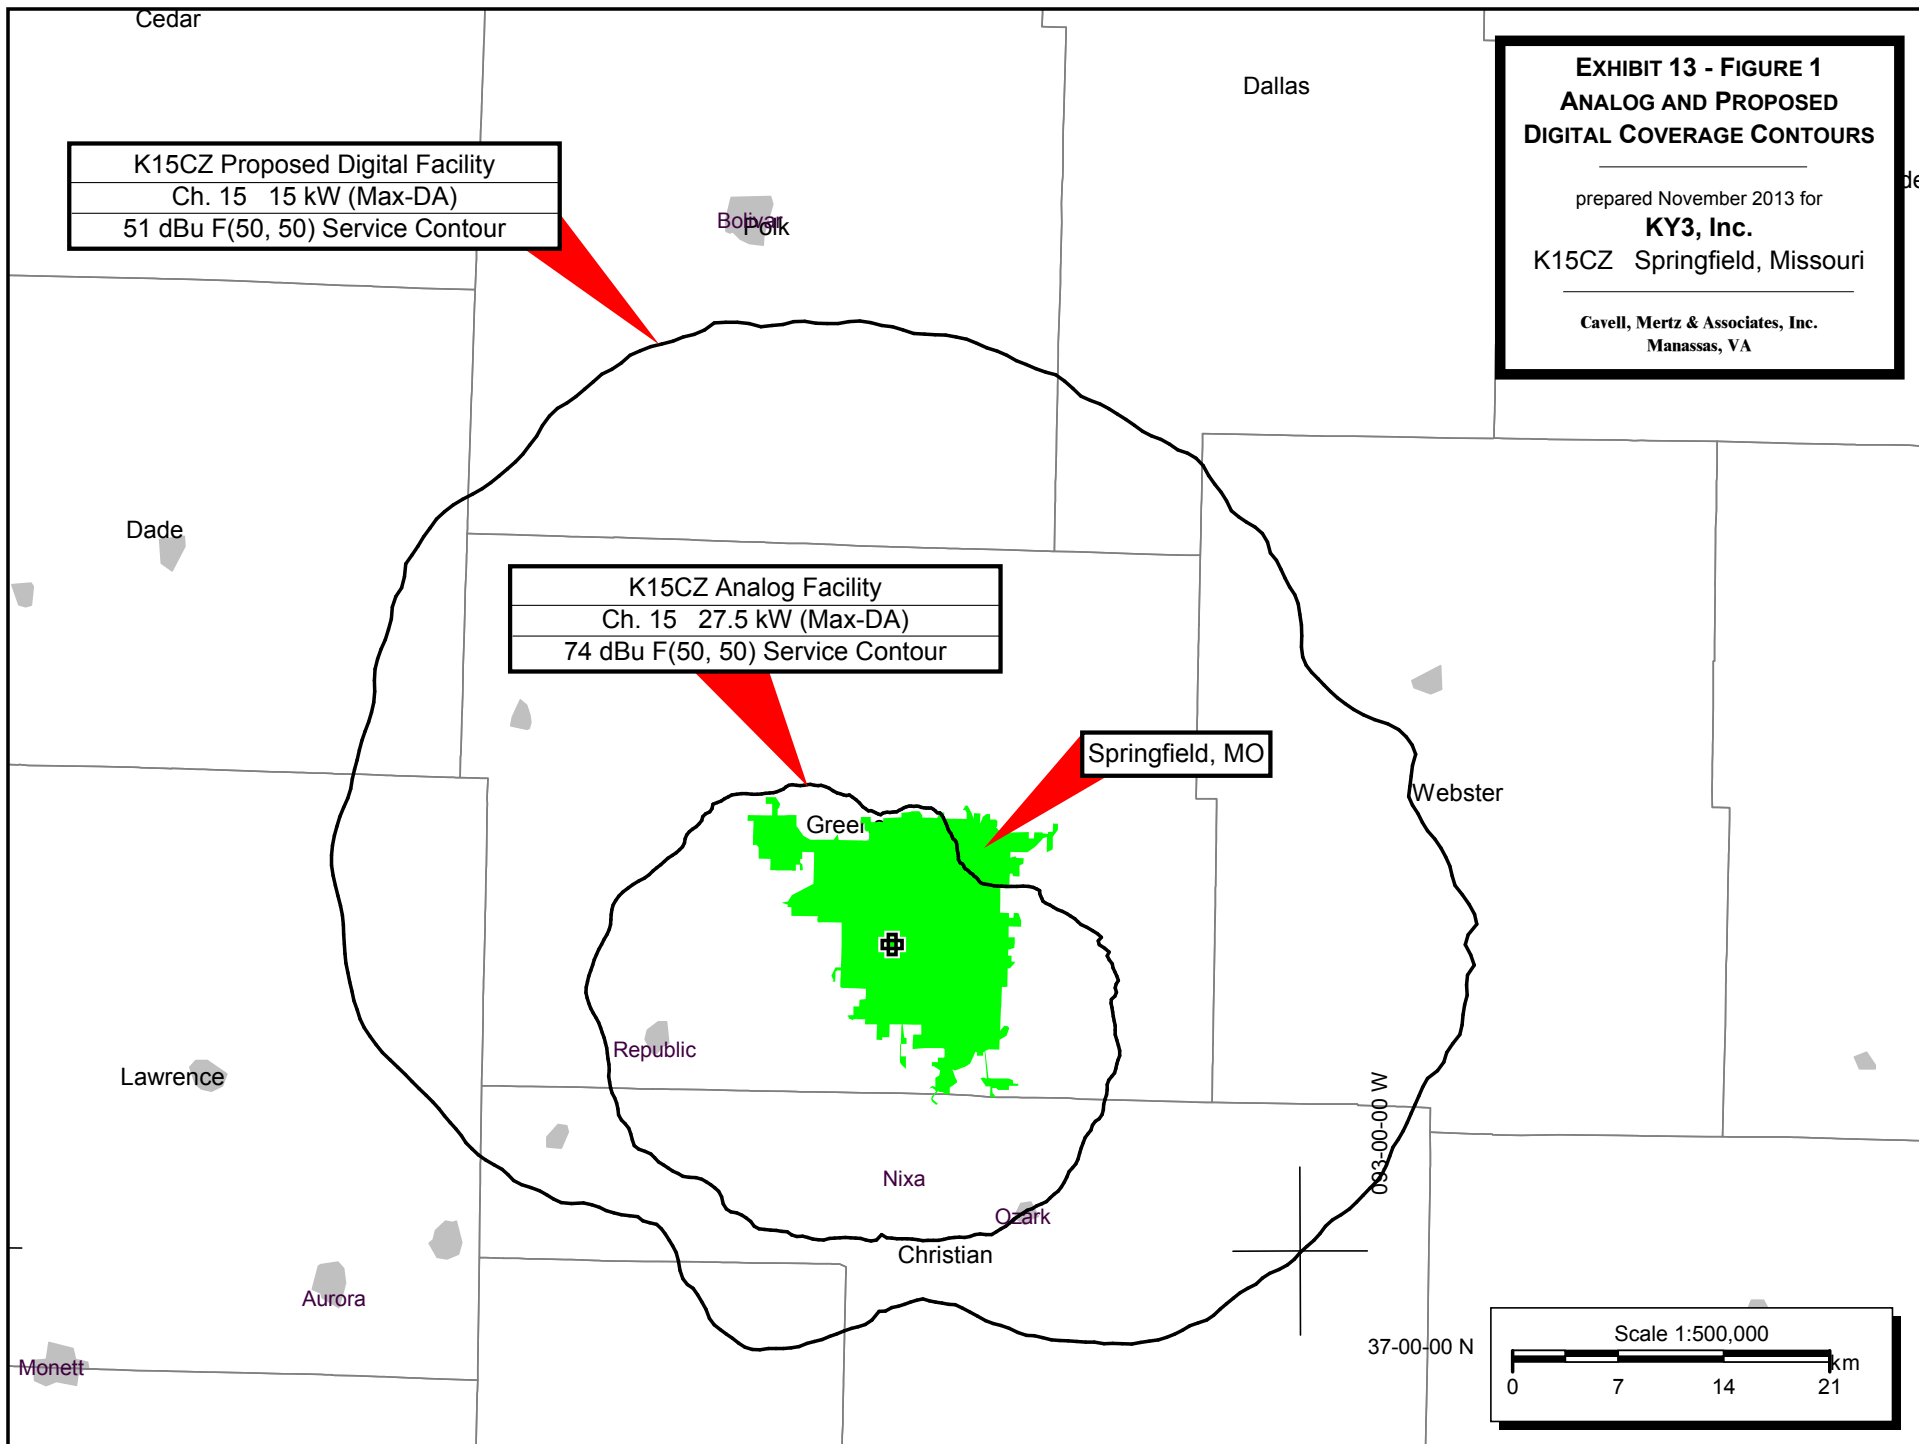 Cedar
Dallas
EXHIBIT 13 - FIGURE 1
ANALOG AND PROPOSED
DIGITAL COVERAGE CONTOURS
prepared November 2013 for
KY3, Inc.
K15CZ Springfield, Missouri
Cavell, Mertz & Associates, Inc.
Manassas, VA
K15CZ Proposed Digital Facility
Ch. 15 15 kW (Max-DA)
51 dBu F(50, 50) Service Contour
Bolivar
Polk
Dade
K15CZ Analog Facility
Ch. 15 27.5 kW (Max-DA)
74 dBu F(50, 50) Service Contour
Springfield, MO
Webster
Greene
Republic
Lawrence
093-00-00 W
Nixa
Ozark
Christian
Aurora
Monett
37-00-00 N
Scale 1:500,000
km
0 7 14 21